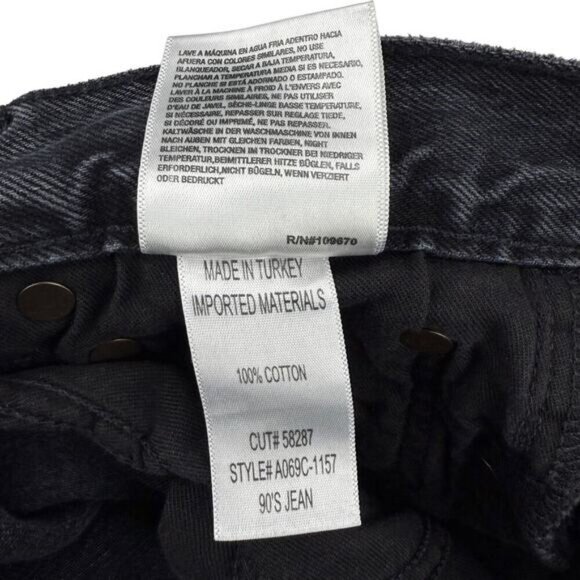 LAVE A MÁQUINA EN AGUA FRIA ADENTRO HACIA
AFUERA CON COLORES SIMILARES, NO USE
BLANQUEADOR, SECAR A BAJA TEMPERATURA,
PLANCHAR A TEMPERATURA MEDIA SI ES NECESARIO,
NO PLANCHE SI ESTÁ ADORNADO O ESTAMPADO.
LAVER À LA MACHINE À FROID À L'ENVERS AVEC
DES COULEURS SIMILAIRES, NE PAS UTILISER
D'EAU DE JAVEL, SÈCHE-LINGE BASSE TEMPÉRATURE,
SI NÉCESSAIRE, REPASSER SUR REGLAGE TIÈDE,
SI DÉCORÉ OU IMPRIMÉ, NE PAS REPASSER.
KALTWÄSCHE IN DER WASCHMASCHINE VON INNEN
NACH AUßEN MIT GLEICHEN FARBEN, NIGHT
BLEICHEN, TROCKNEN IM TROCKNER BEI NIEDRIGER
TEMPERATUR,BEIMITTLERER HITZE BÜGELN, FALLS
ERFORDERLICH,NICHT BÜGELN, WENN VERZIERT
ODER BEDRUCKT
R/N#109670
MADE IN TURKEY
IMPORTED MATERIALS
100% COTTON
CUT# 58287
STYLE# A069C-1157
90'S JEAN